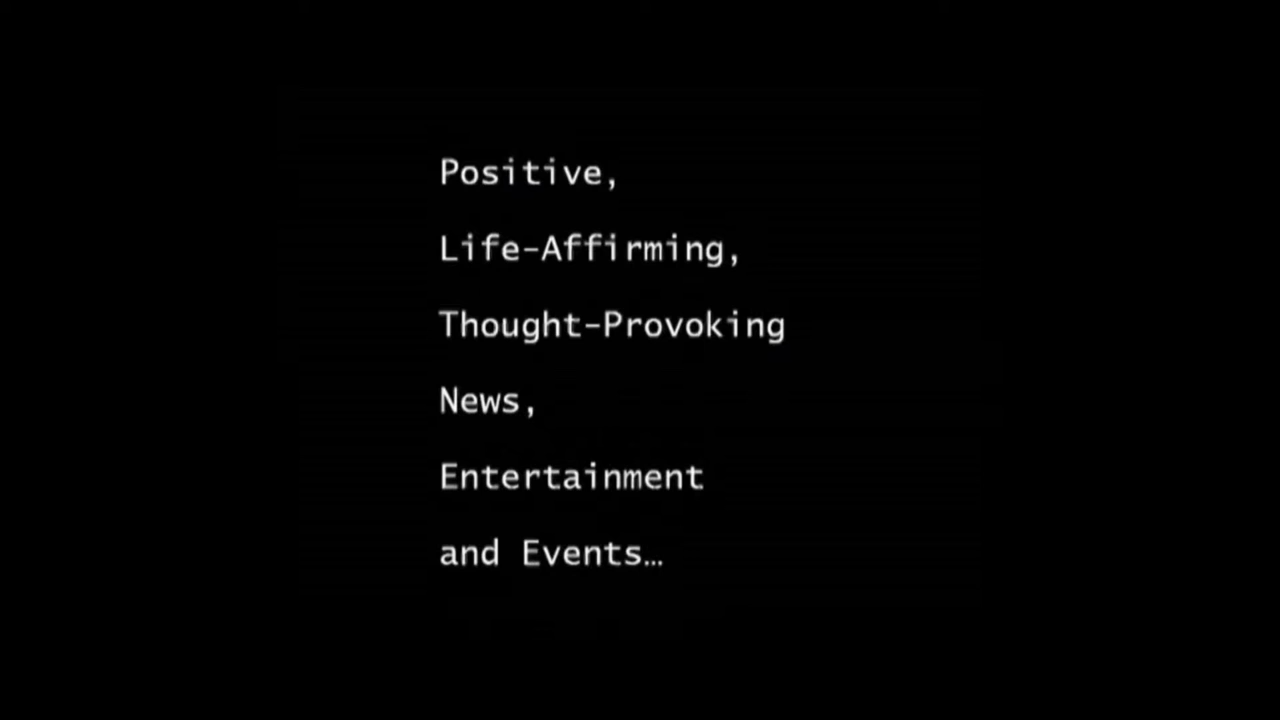 Positive,
Life-Affirming,
Thought-Provoking
News,
Entertainment
and Events…